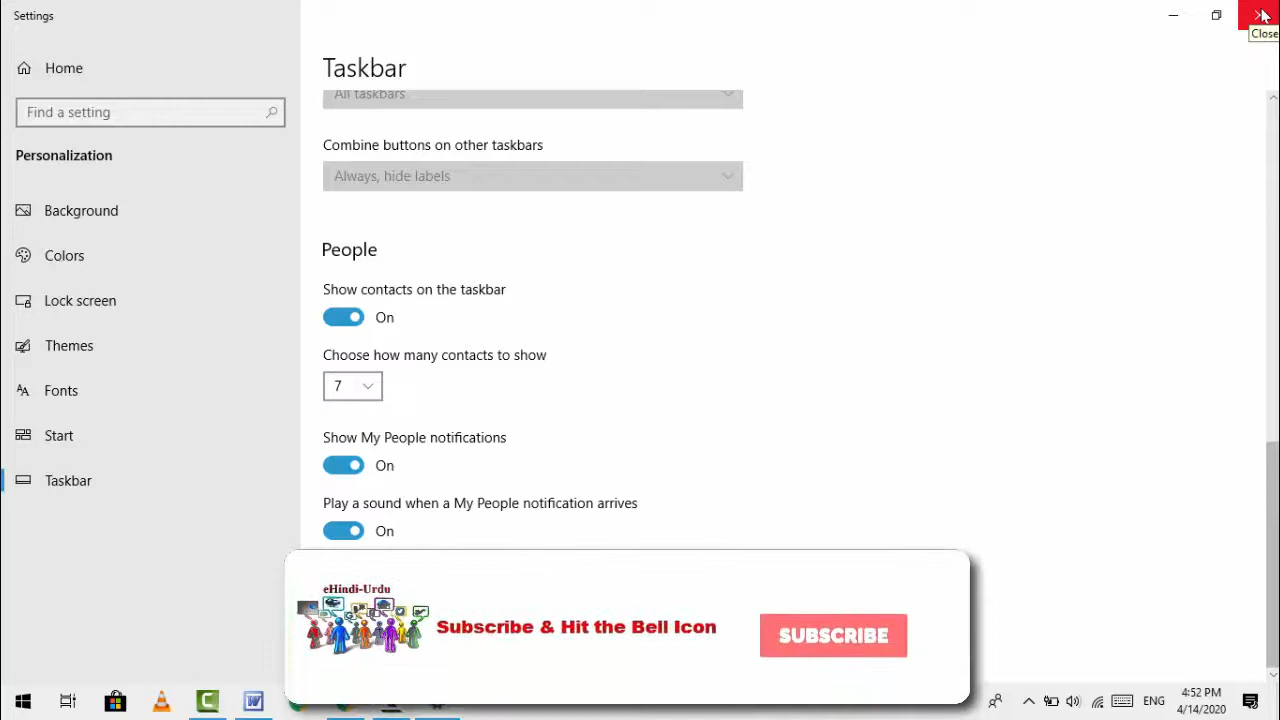 Settings
Close
Home
Taskbar
Find a setting
All taskbars
Personalization
Combine buttons on other taskbars
Always, hide labels
Background
People
Colors
Show contacts on the taskbar
On
Lock screen
Choose how many contacts to show
7
Themes
Fonts
Start
Show My People notifications
On
Taskbar
Play a sound when a My People notification arrives
On
eHindi-Urdu
Subscribe & Hit the Bell Icon
SUBSCRIBE
C
W
ENG
4:52 PM
4/14/2020